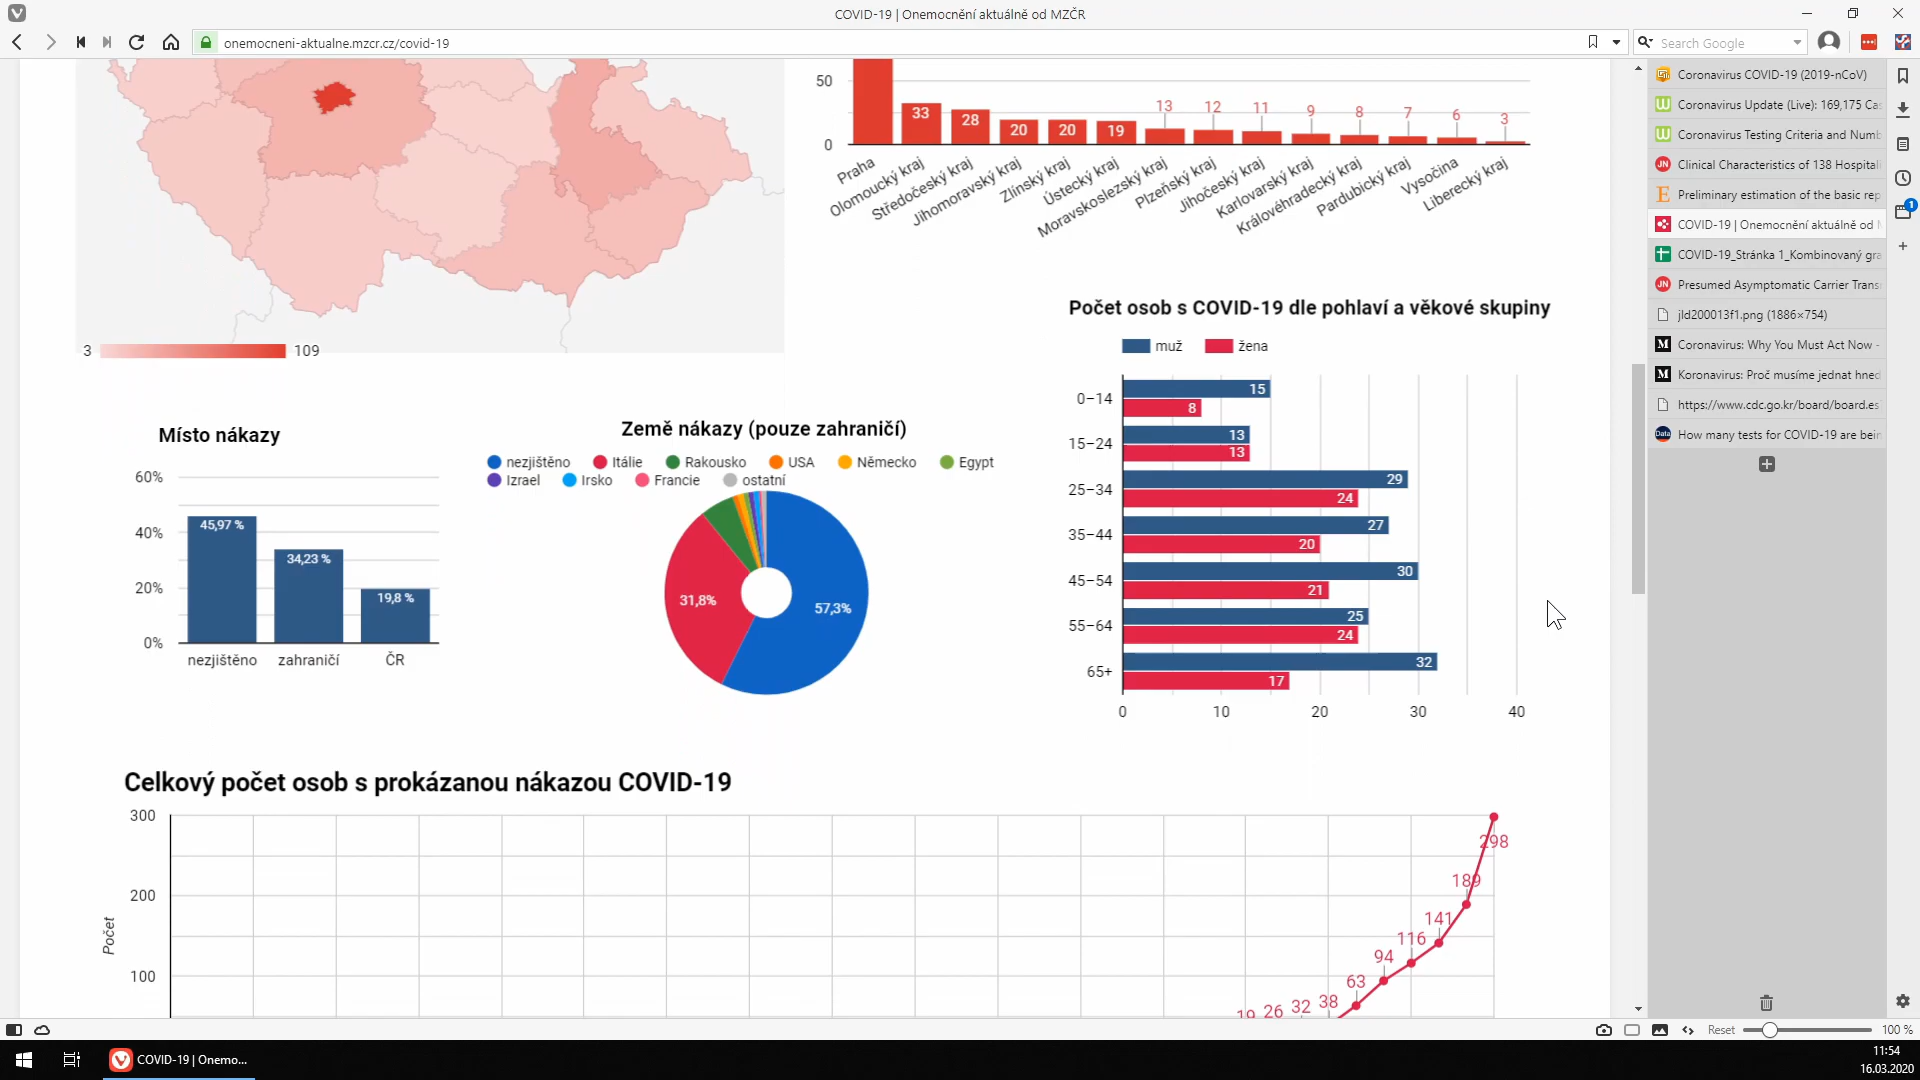 COVID-19 | Onemocnění aktuálně od MZČR
onemocneni-aktualne.mzcr.cz/covid-19
Search Google
50
0
33
28
20
20
19
13
12
11
9
8
7
6
3
Praha
Olomoucký kraj
Středočeský kraj
Jihomoravský kraj
Zlínský kraj
Ústecký kraj
Moravskoslezský kraj
Plzeňský kraj
Jihočeský kraj
Karlovarský kraj
Královéhradecký kraj
Pardubický kraj
Vysočina
Liberecký kraj
3
109
Místo nákazy
60%
40%
20%
0%
45,97 %
34,23 %
19,8 %
nezjištěno
zahraničí
ČR
Země nákazy (pouze zahraničí)
nezjištěno Itálie Rakousko USA Německo Egypt
Izrael Irsko Francie ostatní
31,8%
57,3%
Počet osob s COVID-19 dle pohlaví a věkové skupiny
muž žena
0–14
15
8
15–24
13
13
25–34
29
24
35–44
27
20
45–54
30
21
55–64
25
24
65+
32
17
0 10 20 30 40
Celkový počet osob s prokázanou nákazou COVID-19
Počet
300
200
100
19
26
32
38
63
94
116
141
189
298
Coronavirus COVID-19 (2019-nCoV)
Coronavirus Update (Live): 169,175 Cas
Coronavirus Testing Criteria and Numb
Clinical Characteristics of 138 Hospitali
Preliminary estimation of the basic rep
COVID-19 | Onemocnění aktuálně od M
COVID-19_Stránka 1_Kombinovaný gra
Presumed Asymptomatic Carrier Trans
jld200013f1.png (1886×754)
Coronavirus: Why You Must Act Now -
Koronavirus: Proč musíme jednat hned
https://www.cdc.go.kr/board/board.es
How many tests for COVID-19 are bein
1
Reset
100 %
COVID-19 | Onemo...
11:54
16.03.2020